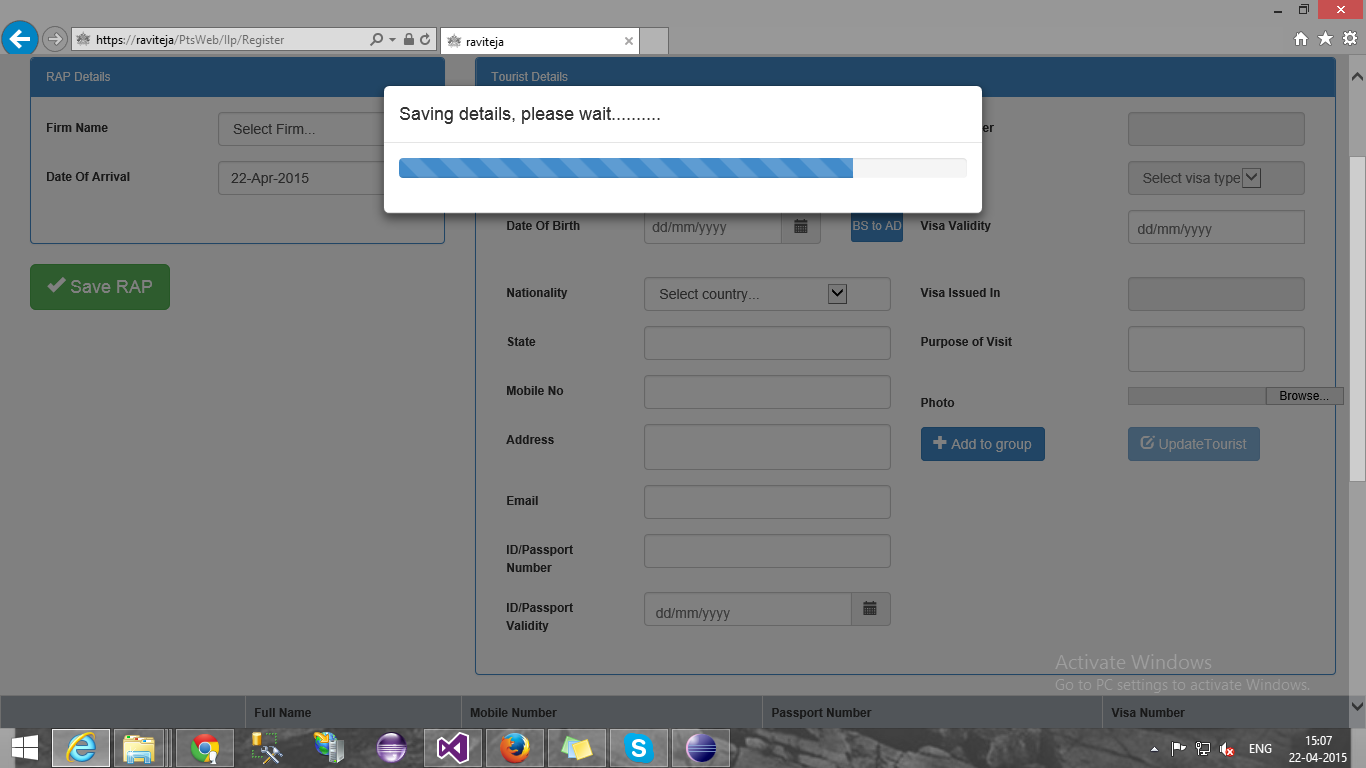 https://raviteja/PtsWeb/Ilp/Register
raviteja
RAP Details
Tourist Details
Saving details, please wait..........
Firm Name
Select Firm...
er
Date Of Arrival
22-Apr-2015
Select visa type
Date Of Birth
dd/mm/yyyy
BS to AD
Visa Validity
dd/mm/yyyy
Save RAP
Nationality
Select country...
Visa Issued In
State
Purpose of Visit
Mobile No
Photo
Browse...
Address
Add to group
UpdateTourist
Email
ID/Passport
Number
ID/Passport
Validity
dd/mm/yyyy
Activate Windows
Go to PC settings to activate Windows.
Full Name
Mobile Number
Passport Number
Visa Number
ENG
15:07
22-04-2015